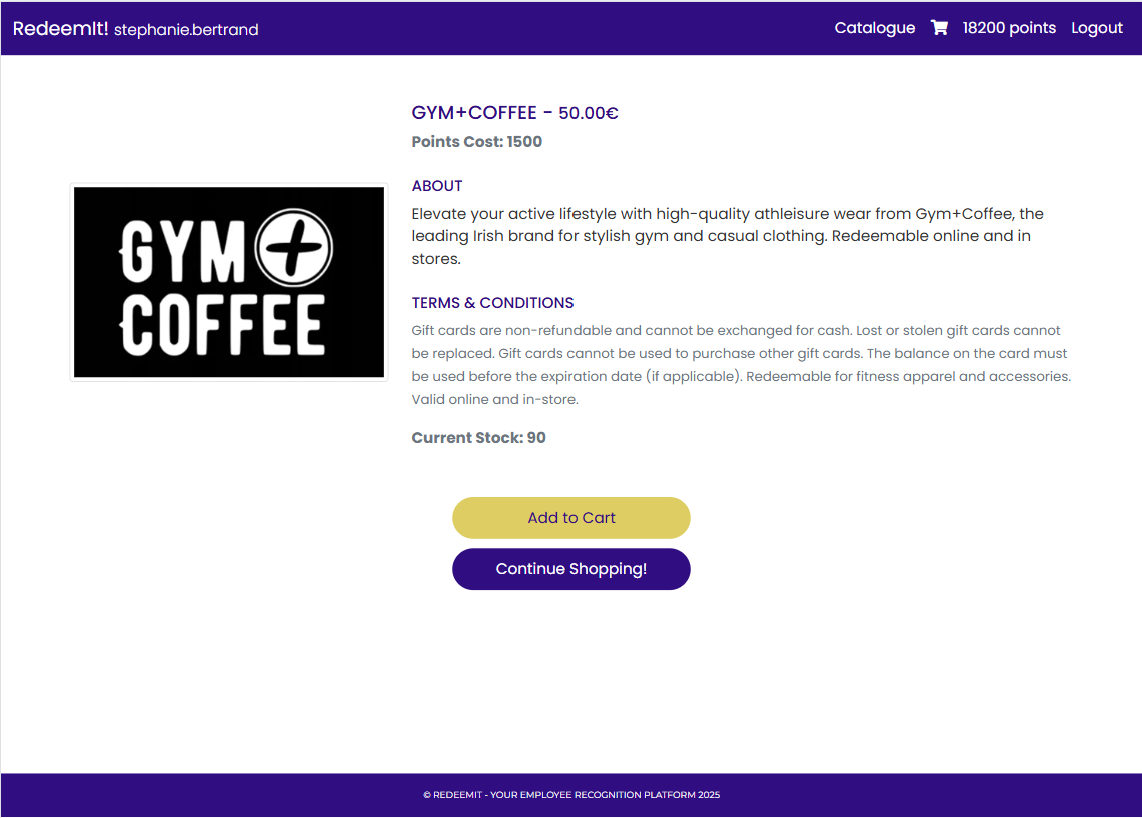 RedeemIt! stephanie.bertrand
Catalogue 18200 points Logout
GYM+COFFEE - 50.00€
Points Cost: 1500
GYM+
COFFEE
ABOUT
Elevate your active lifestyle with high-quality athleisure wear from Gym+Coffee, the
leading Irish brand for stylish gym and casual clothing. Redeemable online and in
stores.
TERMS & CONDITIONS
Gift cards are non-refundable and cannot be exchanged for cash. Lost or stolen gift cards cannot
be replaced. Gift cards cannot be used to purchase other gift cards. The balance on the card must
be used before the expiration date (if applicable). Redeemable for fitness apparel and accessories.
Valid online and in-store.
Current Stock: 90
Add to Cart
Continue Shopping!
© REDEEMIT - YOUR EMPLOYEE RECOGNITION PLATFORM 2025